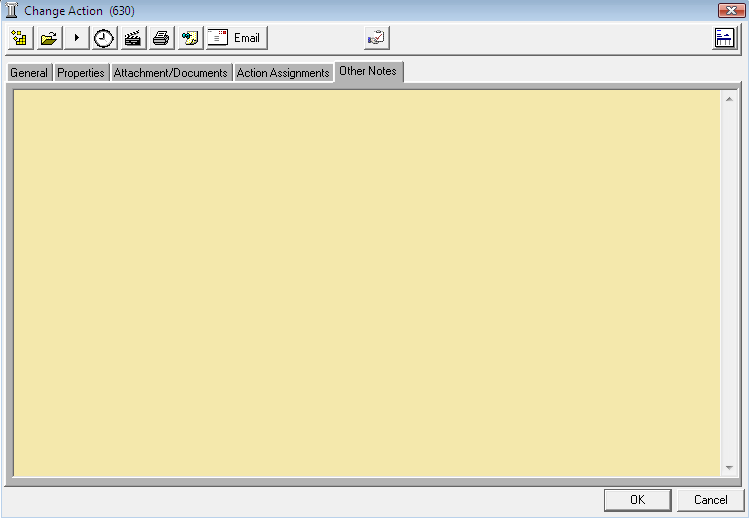 Change Action (630)
Email
General Properties Attachment/Documents Action Assignments Other Notes
OK Cancel